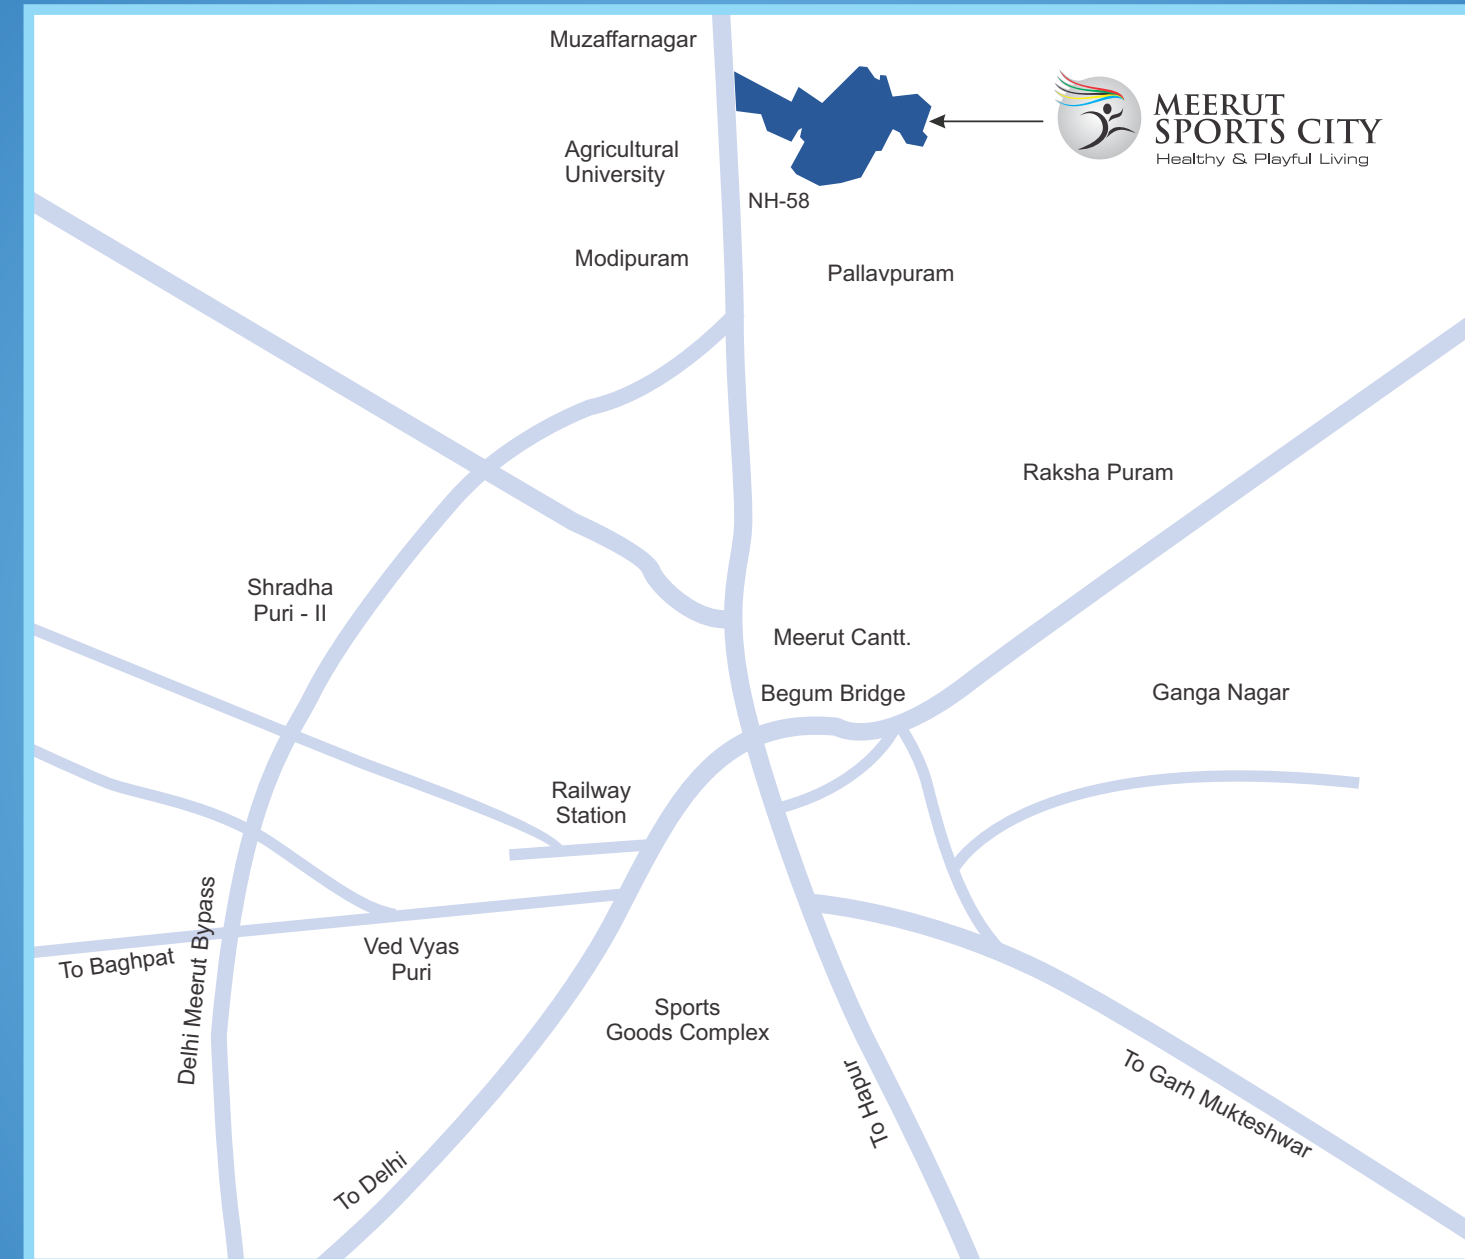 Muzaffarnagar
MEERUT
SPORTS CITY
Healthy & Playful Living
Agricultural
University
NH-58
Modipuram
Pallavpuram
Raksha Puram
Shradha
Puri - II
Meerut Cantt.
Begum Bridge
Ganga Nagar
Railway
Station
To Baghpat
Delhi Meerut Bypass
Ved Vyas
Puri
Sports
Goods Complex
To Hapur
To Garh Mukteshwar
To Delhi